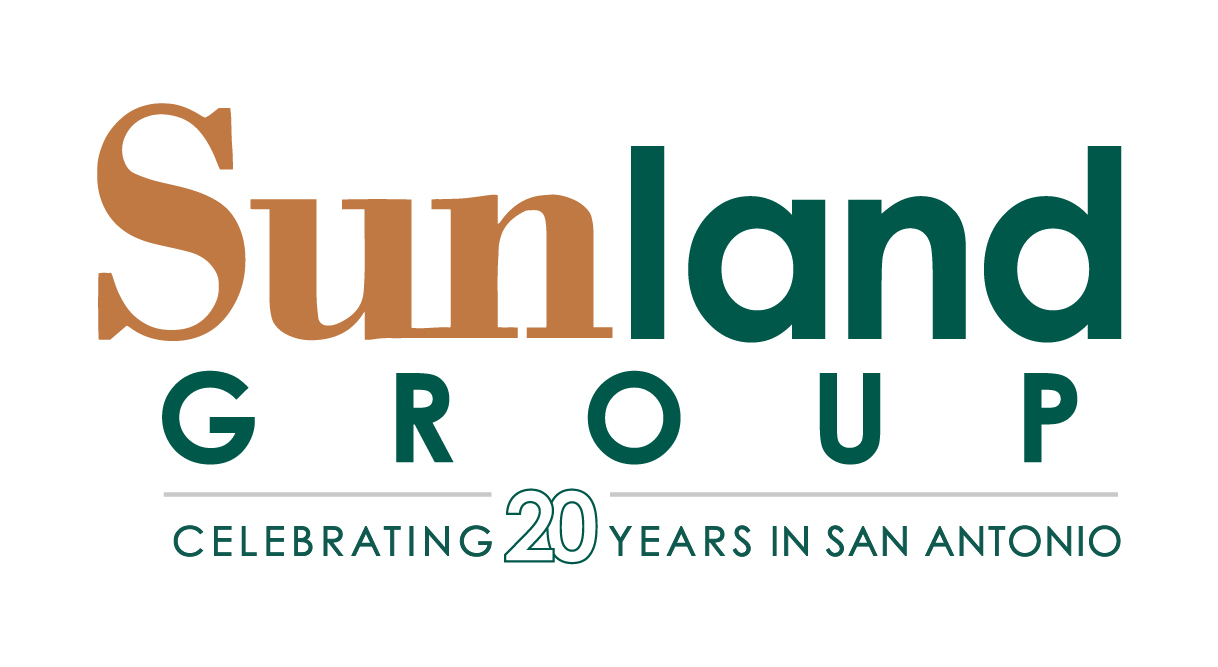 Sunland
GROUP
CELEBRATING 20 YEARS IN SAN ANTONIO